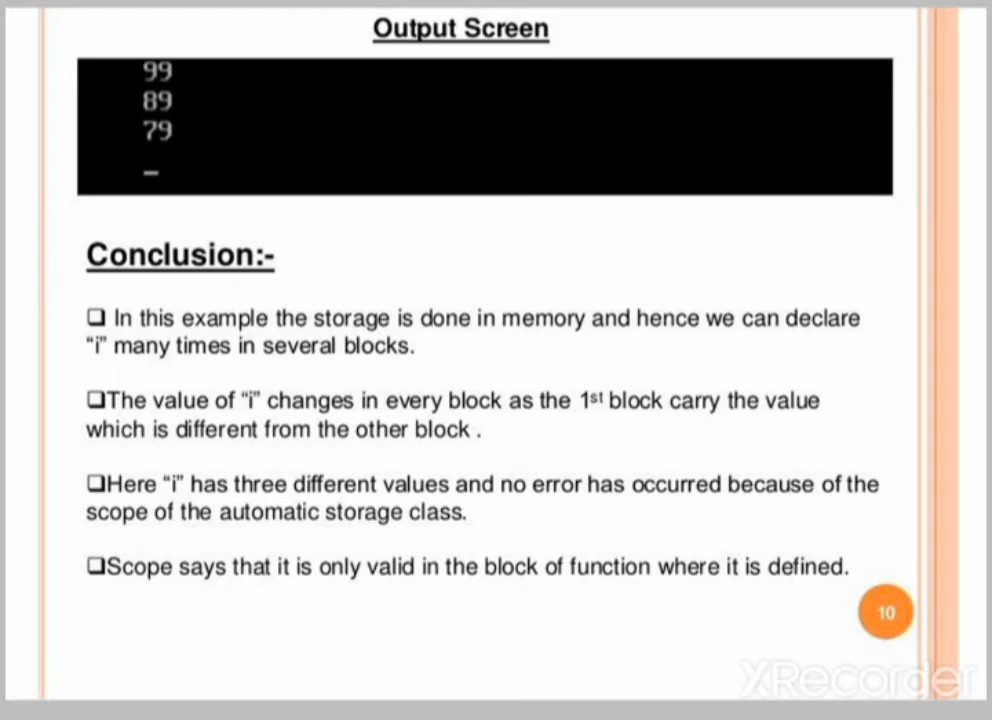 Output Screen
99
89
79
_
Conclusion:-
❑ In this example the storage is done in memory and hence we can declare
“i” many times in several blocks.
❑The value of “i” changes in every block as the 1st block carry the value
which is different from the other block .
❑Here “i” has three different values and no error has occurred because of the
scope of the automatic storage class.
❑Scope says that it is only valid in the block of function where it is defined.
10
XRecorder